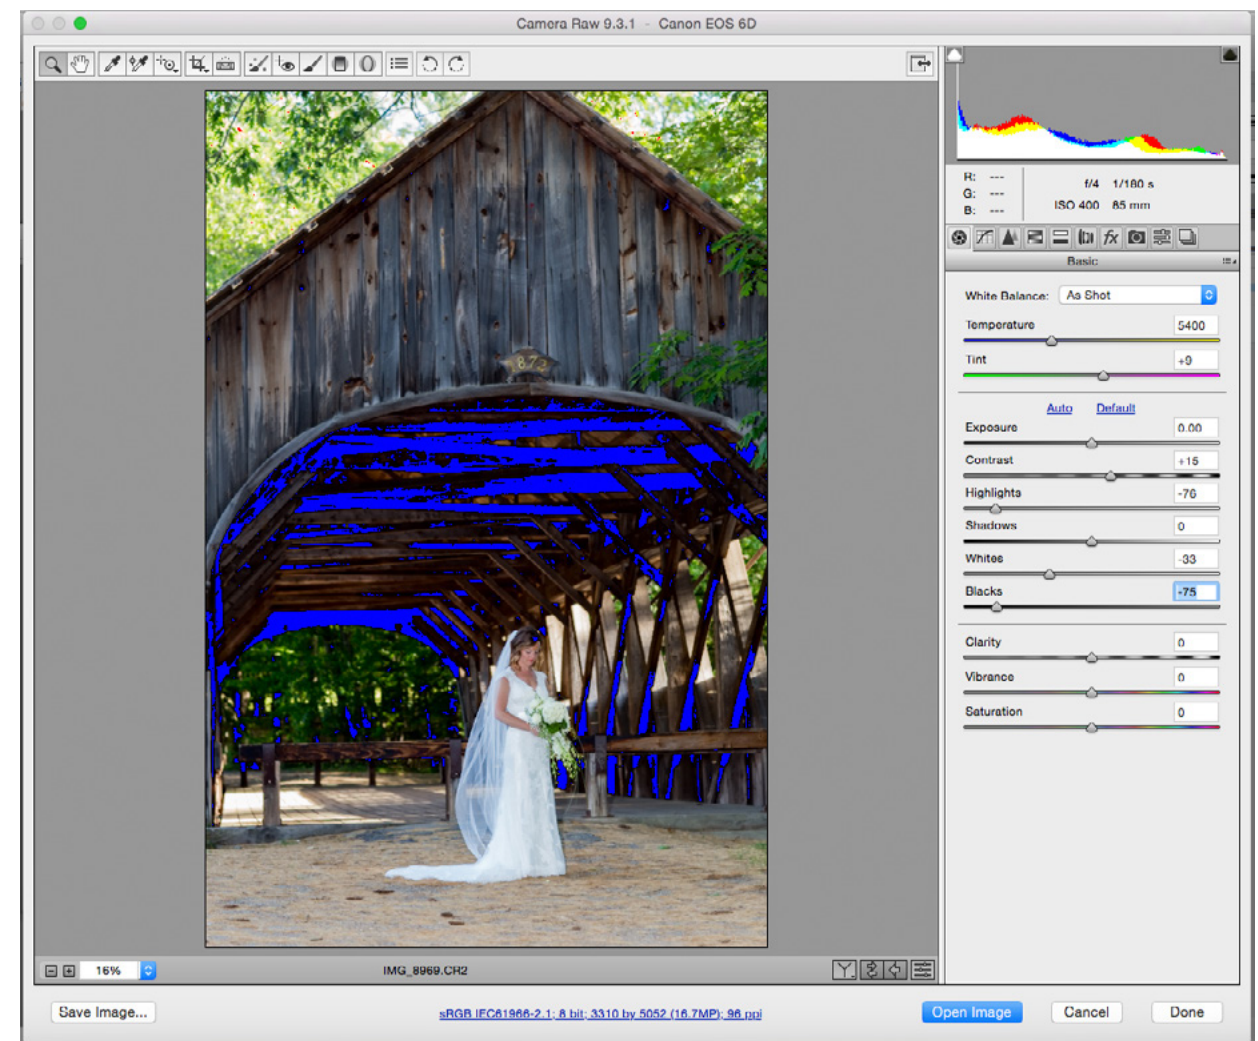 Camera Raw 9.3.1 - Canon EOS 6D
R: ---
G: ---
B: ---
f/4 1/180 s
ISO 400 85 mm
fx
Basic
White Balance: As Shot
Temperature 5400
Tint +9
Auto Default
Exposure 0.00
Contrast +15
Highlights -76
Shadows 0
Whites -33
Blacks -75
Clarity 0
Vibrance 0
Saturation 0
1872
16% IMG_8969.CR2 Y
Save Image... sRGB IEC61966-2.1; 8 bit; 3310 by 5052 (16.7MP); 96 ppi Open Image Cancel Done